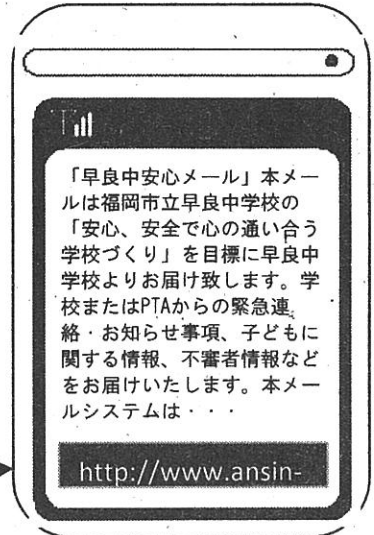 「早良中安心メール」本メー
ルは福岡市立早良中学校の
「安心、安全で心の通い合う
学校づくり」を目標に早良中
学校よりお届け致します。学
校またはPTAからの緊急連
絡・お知らせ事項、子どもに
関する情報、不審者情報など
をお届けいたします。本メー
ルシステムは・・・
http://www.ansin-